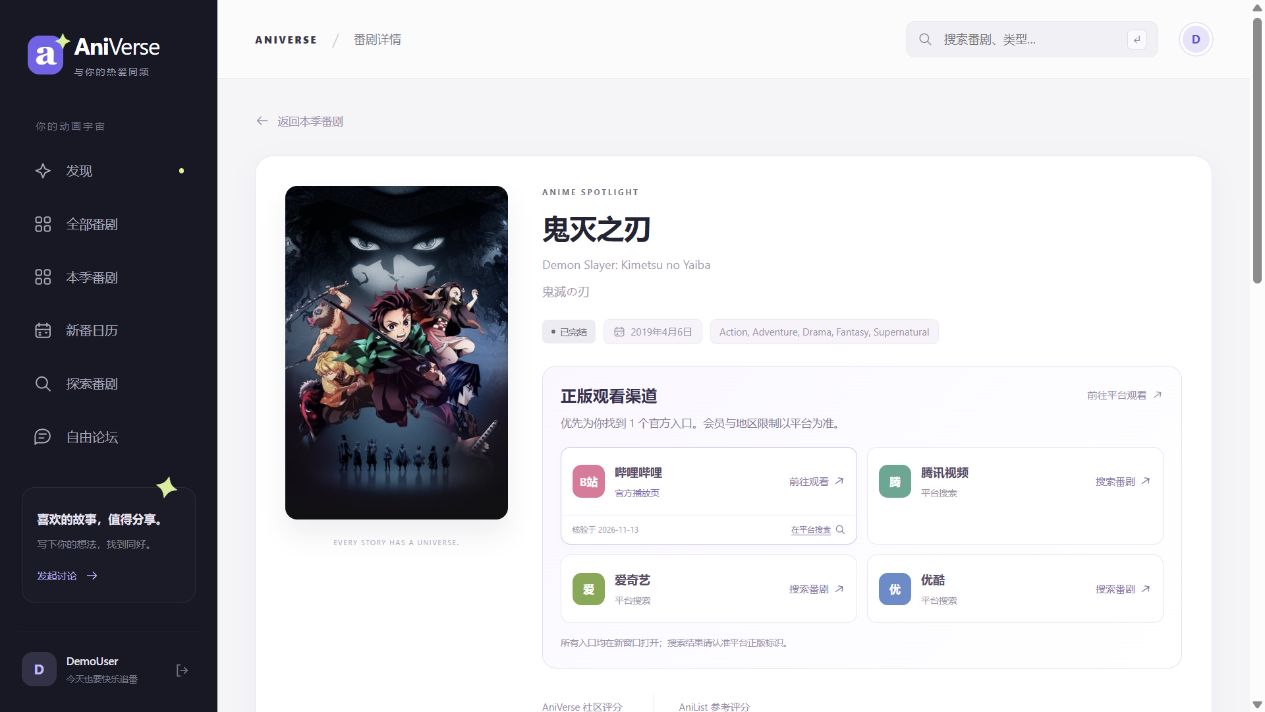 a AniVerse
与你的热爱同频
你的动画宇宙
发现
全部番剧
本季番剧
新番日历
探索番剧
自由论坛
喜欢的故事，值得分享。
写下你的想法，找到同好。
发起讨论 →
D DemoUser
今天也要快乐追番
ANIVERSE / 番剧详情
搜索番剧、类型...
D
← 返回本季番剧
EVERY STORY HAS A UNIVERSE.
ANIME SPOTLIGHT
鬼灭之刃
Demon Slayer: Kimetsu no Yaiba
鬼滅の刃
已完结 2019年4月6日 Action, Adventure, Drama, Fantasy, Supernatural
正版观看渠道 前往平台观看 ↗
优先为你找到 1 个官方入口。会员与地区限制以平台为准。
B站 哔哩哔哩 前往观看 ↗
官方播放页
核验于 2026-11-13 在平台搜索
腾 腾讯视频 搜索番剧 ↗
平台搜索
爱 爱奇艺 搜索番剧 ↗
平台搜索
优 优酷 搜索番剧 ↗
平台搜索
所有入口均在新窗口打开；搜索结果请认准平台正版标识。
AniVerse 社区评分 AniList 参考评分